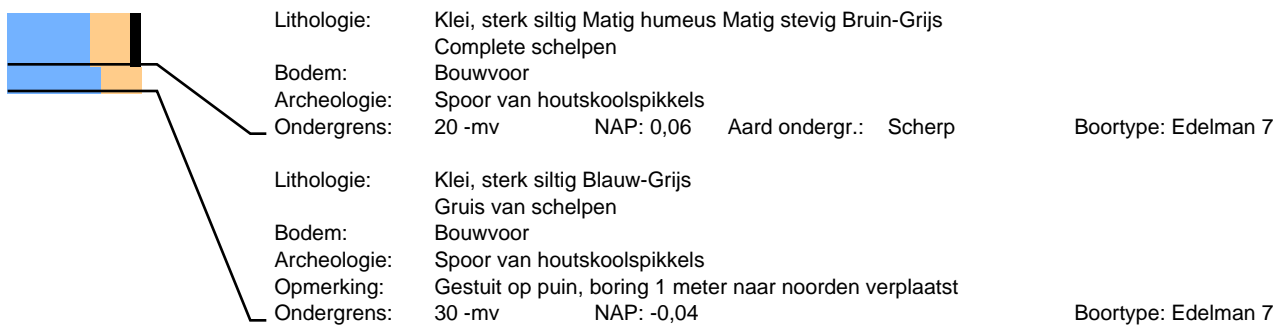 Lithologie: Klei, sterk siltig Matig humeus Matig stevig Bruin-Grijs
Complete schelpen
Bodem: Bouwvoor
Archeologie: Spoor van houtskoolspikkels
Ondergrens: 20 -mv NAP: 0,06 Aard ondergr.: Scherp Boortype: Edelman 7
Lithologie: Klei, sterk siltig Blauw-Grijs
Gruis van schelpen
Bodem: Bouwvoor
Archeologie: Spoor van houtskoolspikkels
Opmerking: Gestuit op puin, boring 1 meter naar noorden verplaatst
Ondergrens: 30 -mv NAP: -0,04 Boortype: Edelman 7